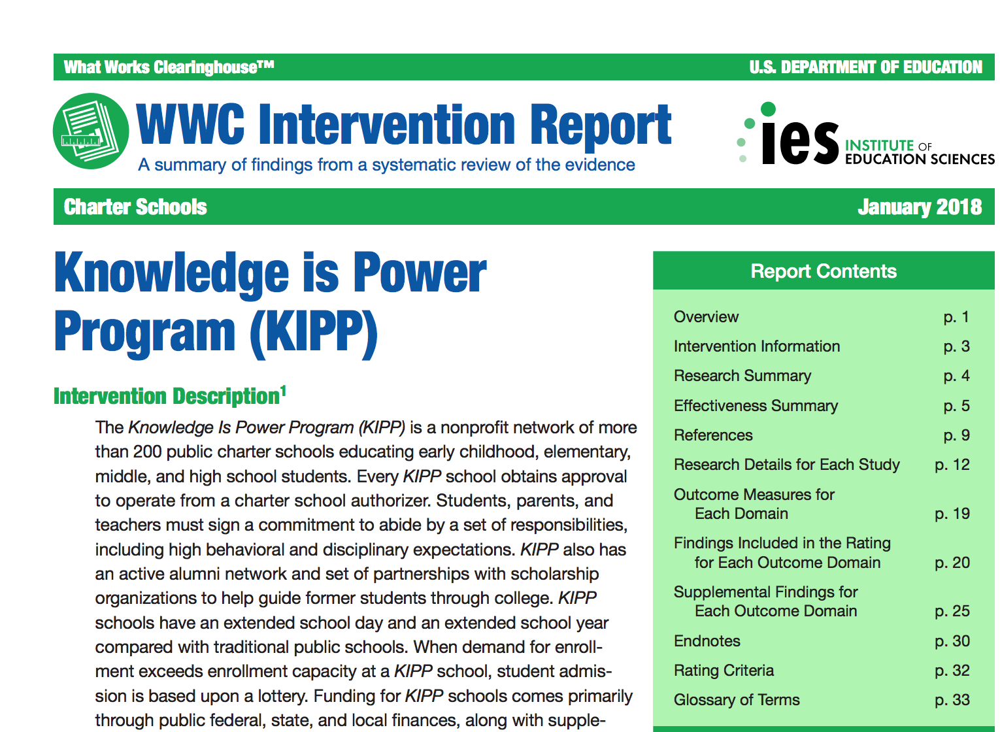 What Works Clearinghouse™
U.S. DEPARTMENT OF EDUCATION
WWC Intervention Report
A summary of findings from a systematic review of the evidence
ies
INSTITUTE OF
EDUCATION SCIENCES
Charter Schools
January 2018
Knowledge is Power
Program (KIPP)
Intervention Description¹
The Knowledge Is Power Program (KIPP) is a nonprofit network of more
than 200 public charter schools educating early childhood, elementary,
middle, and high school students. Every KIPP school obtains approval
to operate from a charter school authorizer. Students, parents, and
teachers must sign a commitment to abide by a set of responsibilities,
including high behavioral and disciplinary expectations. KIPP also has
an active alumni network and set of partnerships with scholarship
organizations to help guide former students through college. KIPP
schools have an extended school day and an extended school year
compared with traditional public schools. When demand for enroll-
ment exceeds enrollment capacity at a KIPP school, student admis-
sion is based upon a lottery. Funding for KIPP schools comes primarily
through public federal, state, and local finances, along with supple-
Report Contents
Overview p. 1
Intervention Information p. 3
Research Summary p. 4
Effectiveness Summary p. 5
References p. 9
Research Details for Each Study p. 12
Outcome Measures for
Each Domain p. 19
Findings Included in the Rating
for Each Outcome Domain p. 20
Supplemental Findings for
Each Outcome Domain p. 25
Endnotes p. 30
Rating Criteria p. 32
Glossary of Terms p. 33